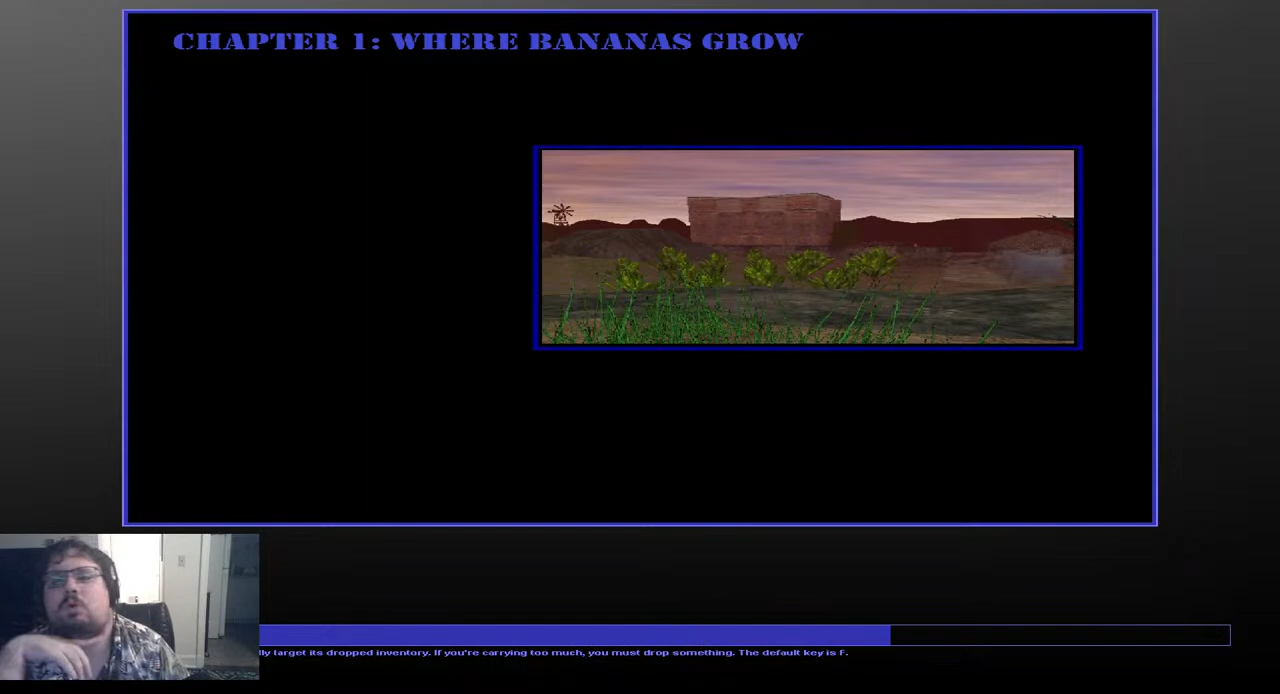 CHAPTER 1: WHERE BANANAS GROW
target its dropped inventory. If you're carrying too much, you must drop something. The default key is F.